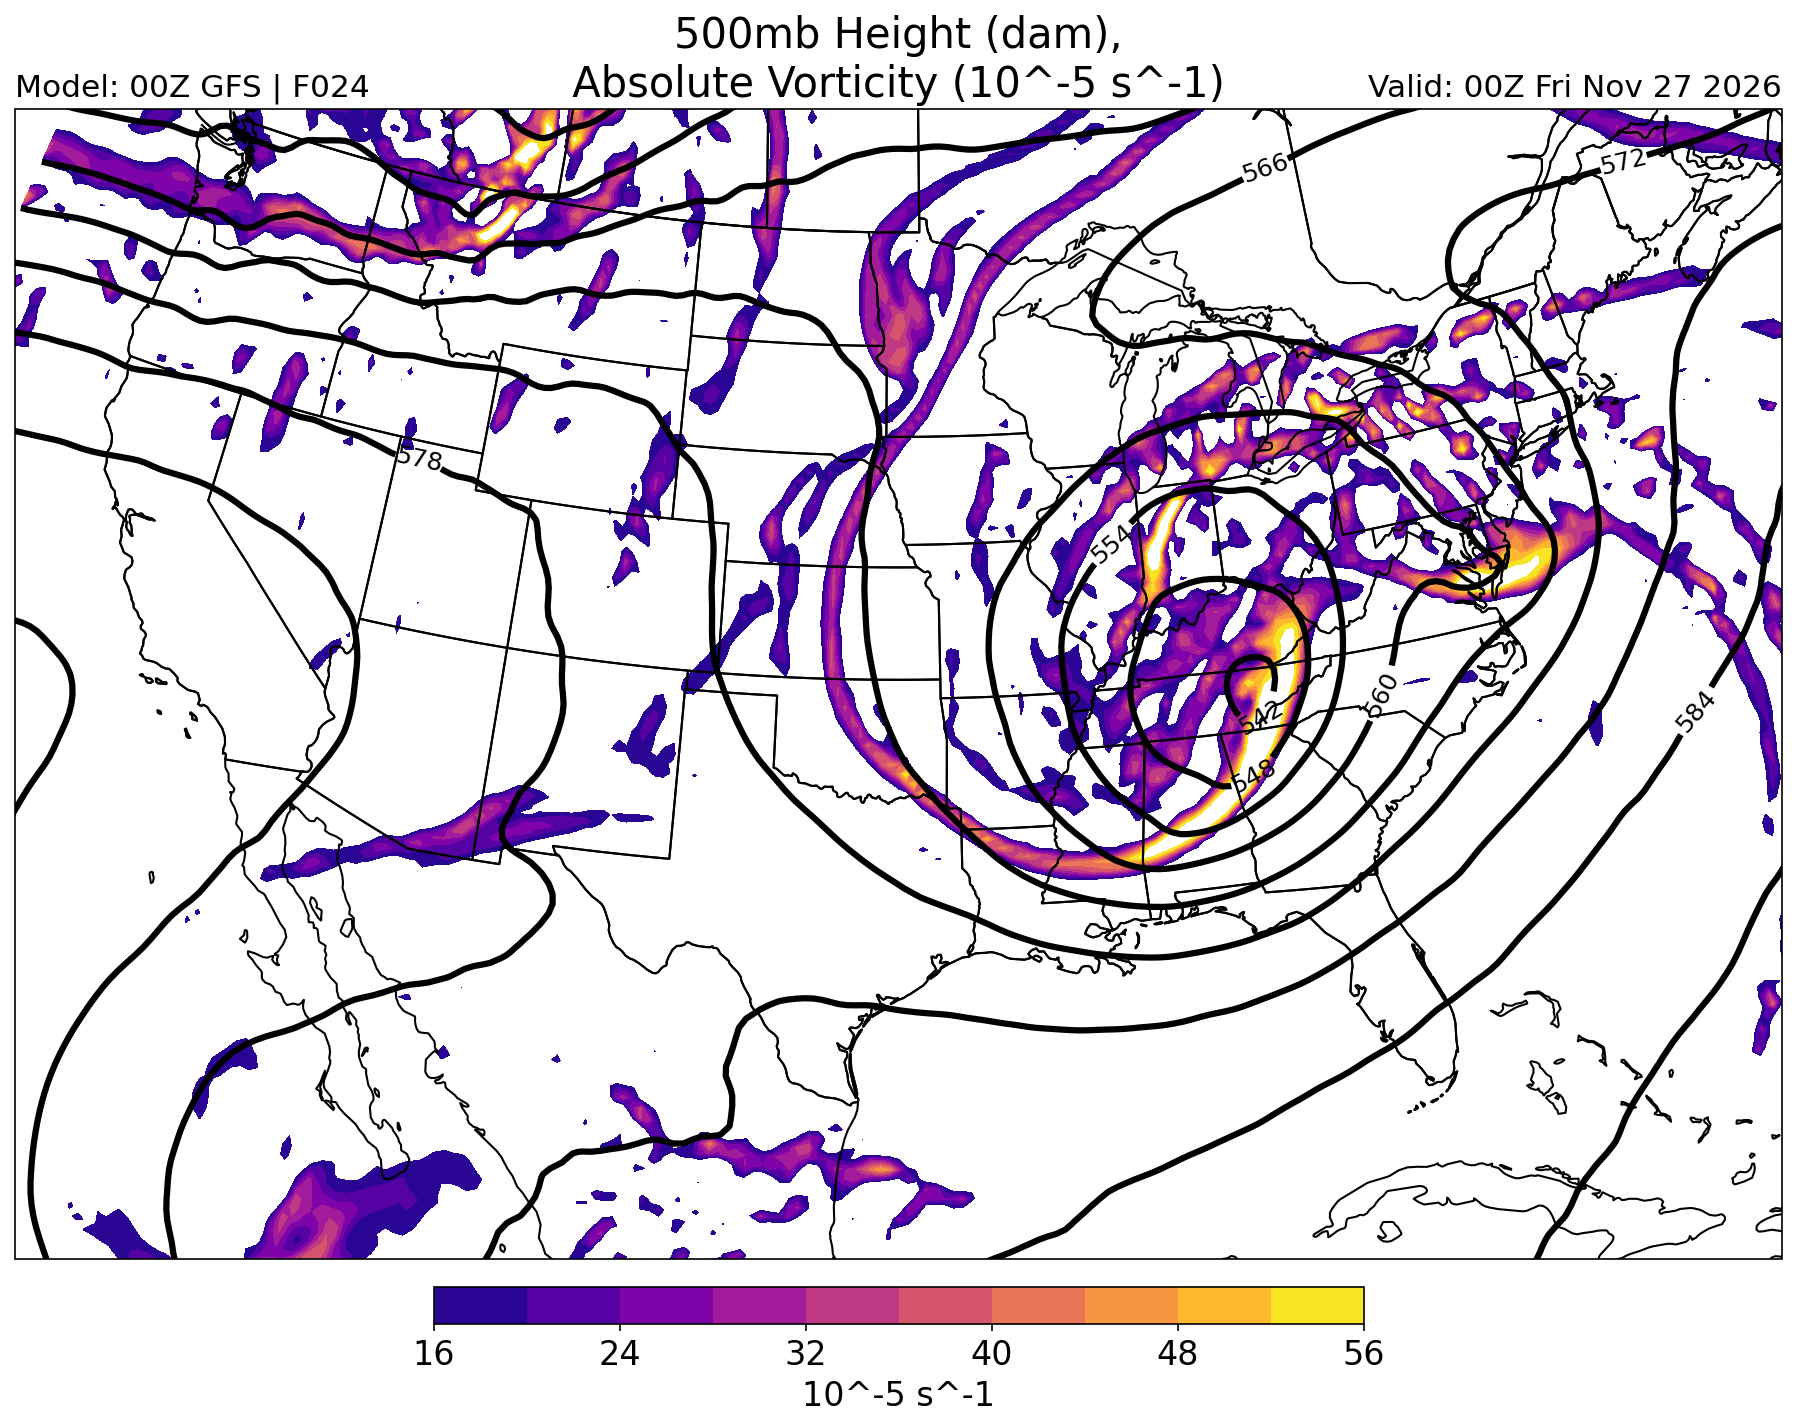 500mb Height (dam),
Absolute Vorticity (10^-5 s^-1)
Model: 00Z GFS | F024
Valid: 00Z Fri Nov 27 2026
566
572
578
554
560
584
542
548
16 24 32 40 48 56
10^-5 s^-1